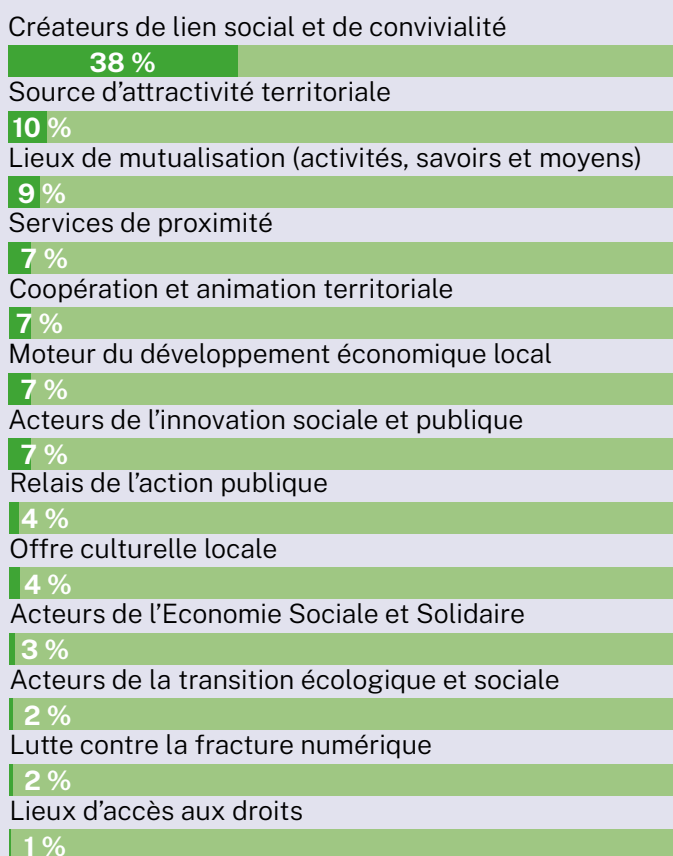 Créateurs de lien social et de convivialité
38 %
Source d’attractivité territoriale
10 %
Lieux de mutualisation (activités, savoirs et moyens)
9 %
Services de proximité
7 %
Coopération et animation territoriale
7 %
Moteur du développement économique local
7 %
Acteurs de l’innovation sociale et publique
7 %
Relais de l’action publique
4 %
Offre culturelle locale
4 %
Acteurs de l’Economie Sociale et Solidaire
3 %
Acteurs de la transition écologique et sociale
2 %
Lutte contre la fracture numérique
2 %
Lieux d’accès aux droits
1 %